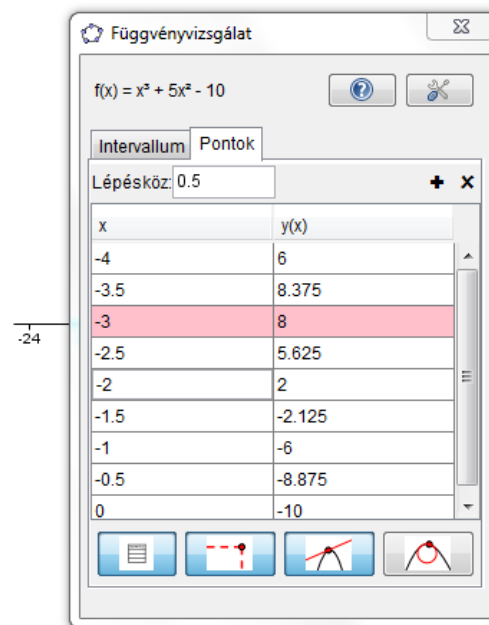 Függvényvizsgálat
f(x) = x³ + 5x² - 10
Intervallum Pontok
Lépésköz: 0.5
x y(x)
-4 6
-3.5 8.375
-3 8
-24
-2.5 5.625
-2 2
-1.5 -2.125
-1 -6
-0.5 -8.875
0 -10